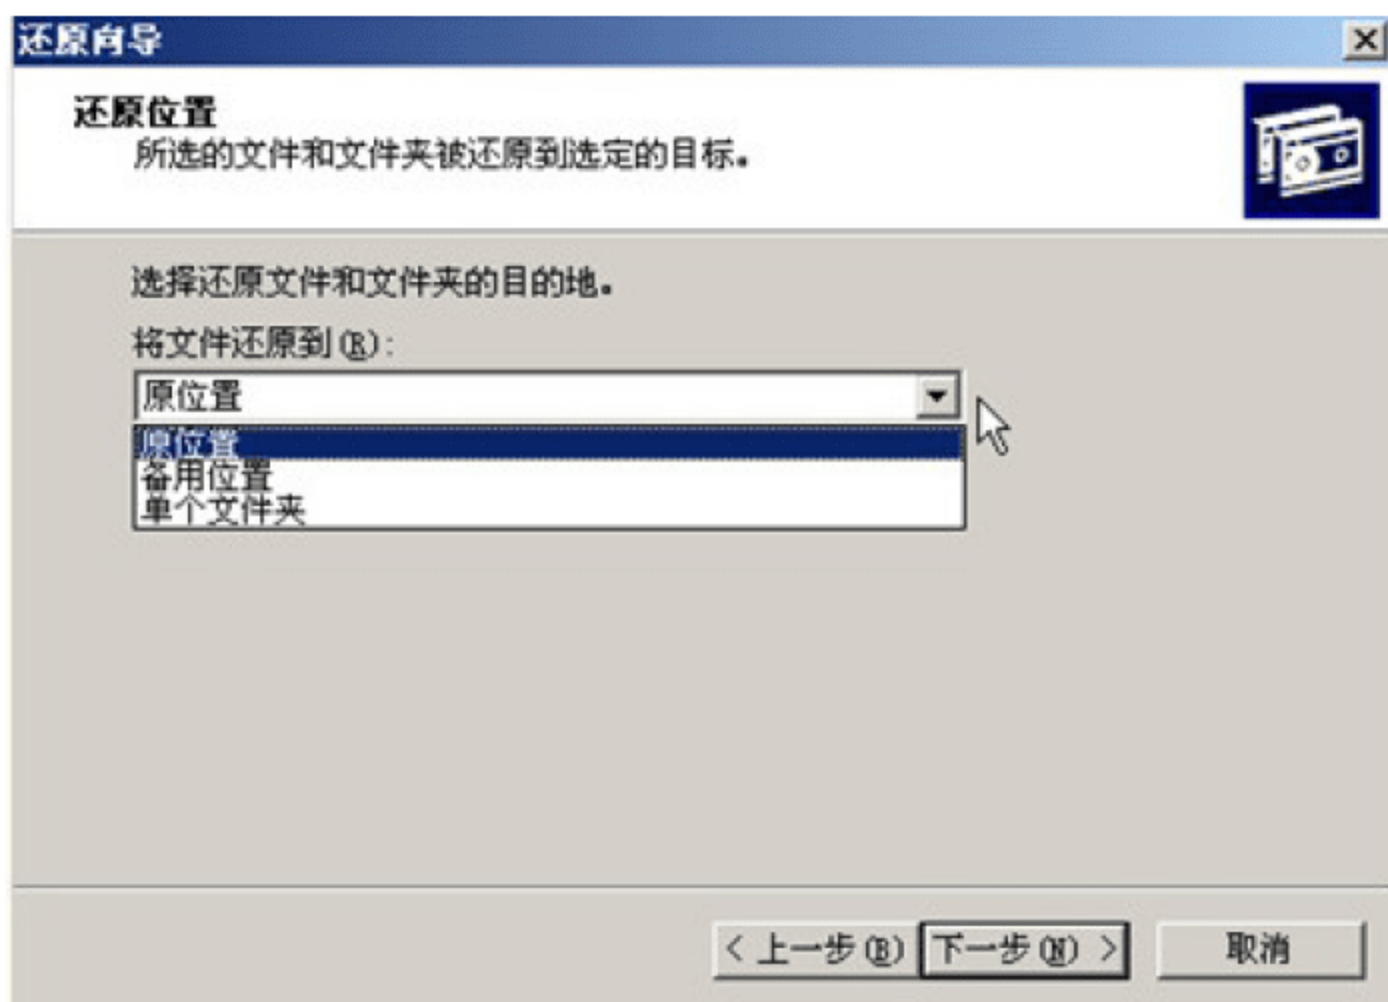 还原向导
还原位置
所选的文件和文件夹被还原到选定的目标。
选择还原文件和文件夹的目的地。
将文件还原到(R):
原位置
原位置
备用位置
单个文件夹
< 上一步(B) 下一步(N) > 取消